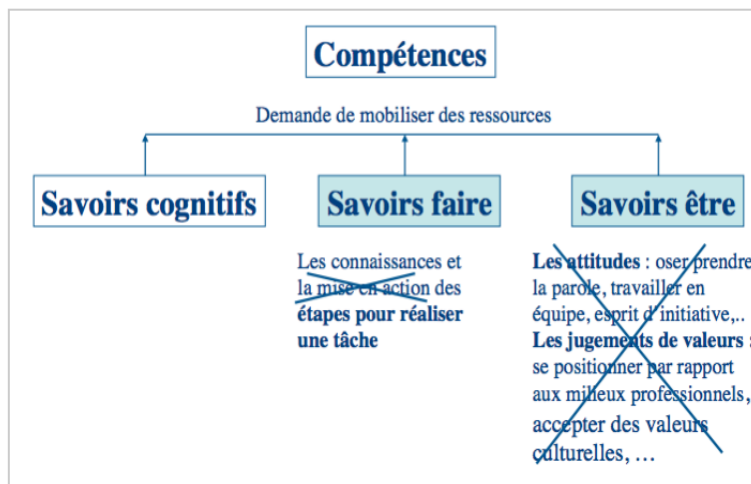 Compétences
Demande de mobiliser des ressources
Savoirs cognitifs
Savoirs faire
Les connaissances et
la mise en action des
étapes pour réaliser
une tâche
Savoirs être
Les attitudes : oser prendre
la parole, travailler en
équipe, esprit d'initiative,..
Les jugements de valeurs :
se positionner par rapport
aux milieux professionnels,
accepter des valeurs
culturelles, …